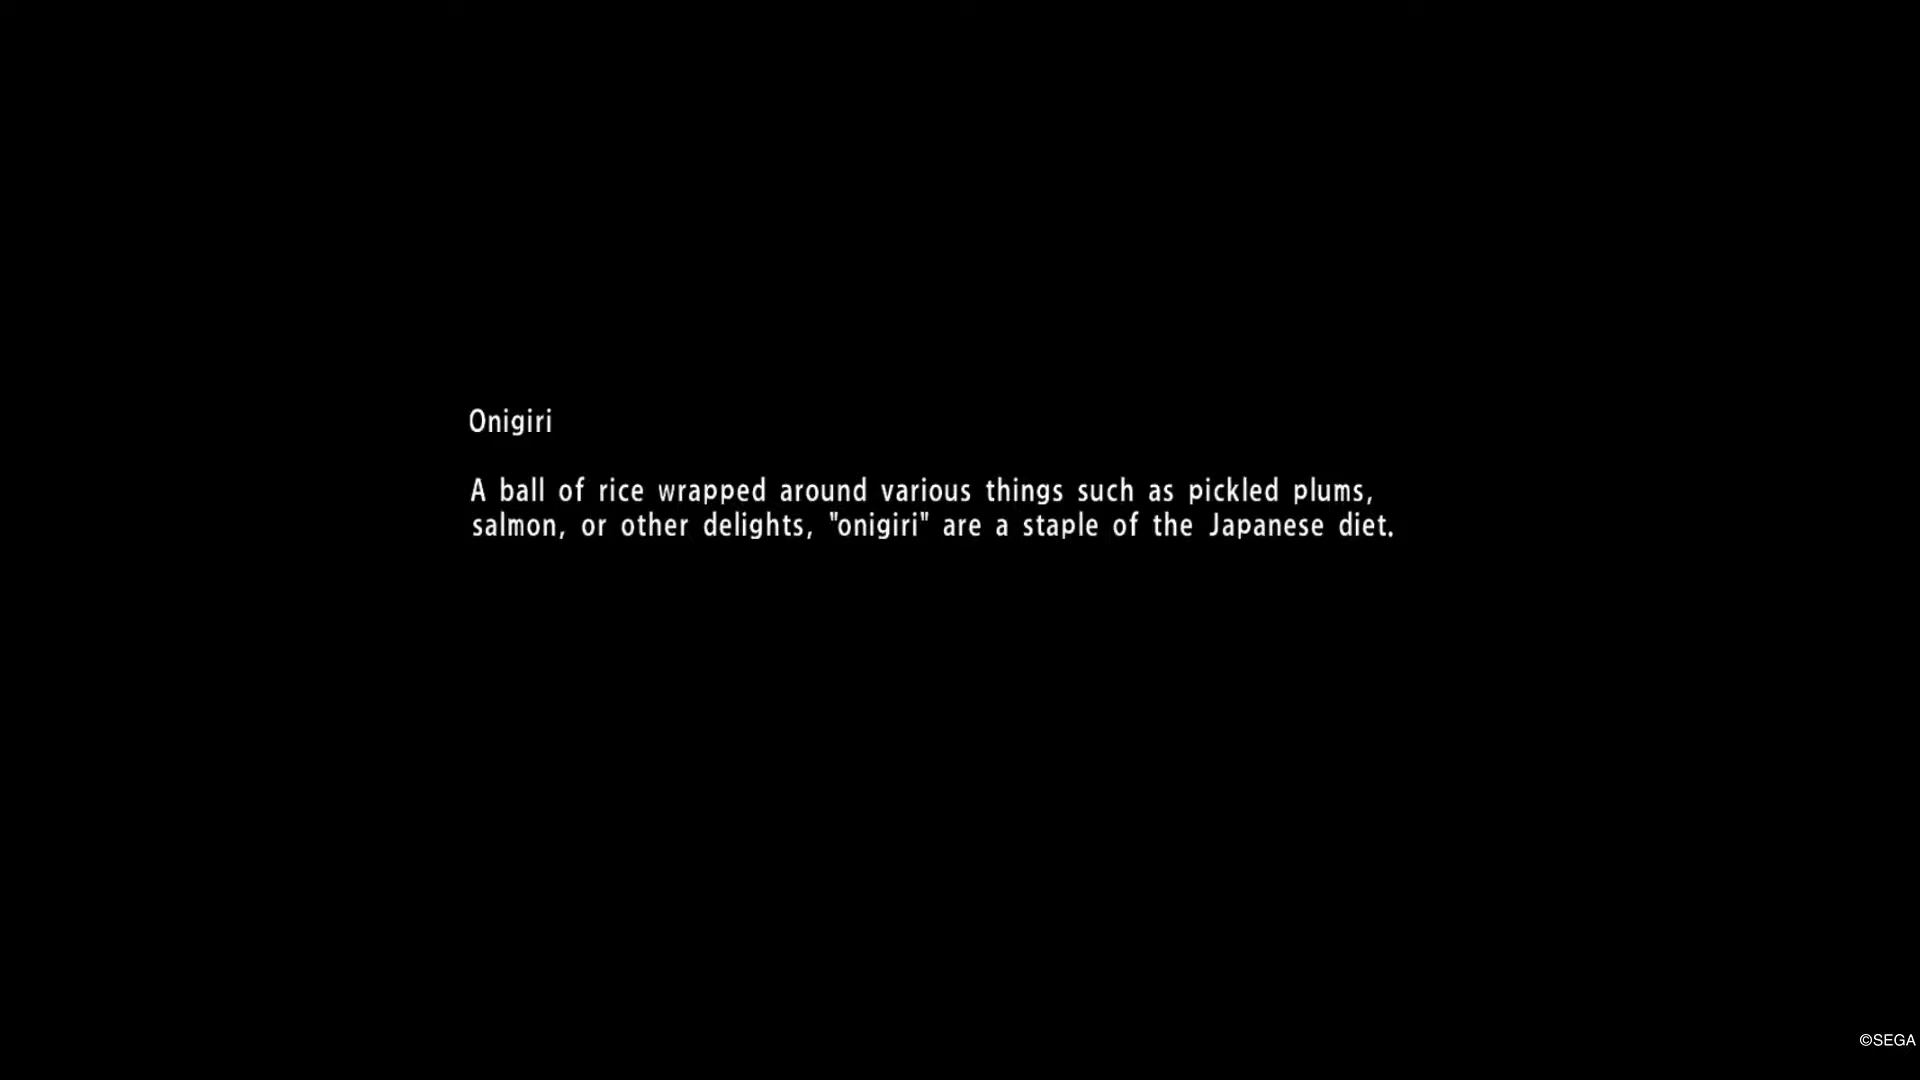 Onigiri
A ball of rice wrapped around various things such as pickled plums,
salmon, or other delights, "onigiri" are a staple of the Japanese diet.
©SEGA